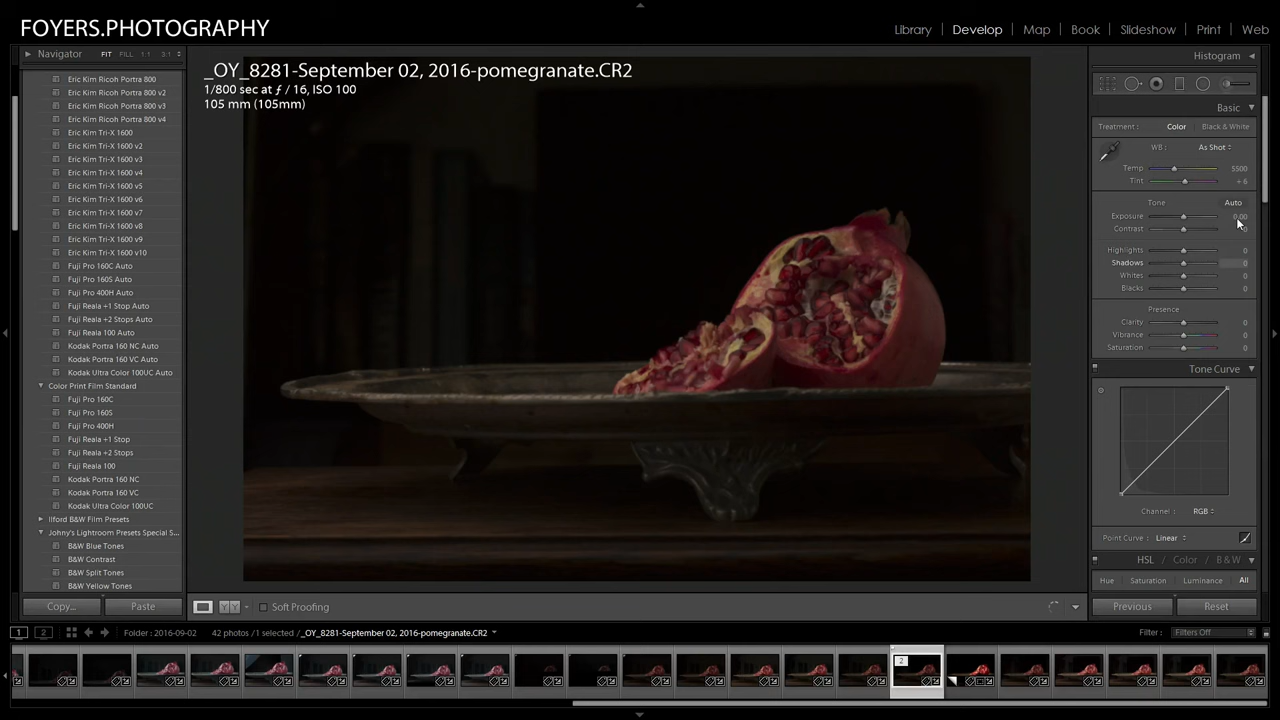 FOYERS.PHOTOGRAPHY
Library | Develop | Map | Book | Slideshow | Print | Web
Navigator FIT FILL 1:1 3:1
Histogram
_OY_8281-September 02, 2016-pomegranate.CR2
1/800 sec at ƒ / 16, ISO 100
105 mm (105mm)
Eric Kim Ricoh Portra 800
Eric Kim Ricoh Portra 800 v2
Eric Kim Ricoh Portra 800 v3
Eric Kim Ricoh Portra 800 v4
Eric Kim Tri-X 1600
Eric Kim Tri-X 1600 v2
Eric Kim Tri-X 1600 v3
Eric Kim Tri-X 1600 v4
Eric Kim Tri-X 1600 v5
Eric Kim Tri-X 1600 v6
Eric Kim Tri-X 1600 v7
Eric Kim Tri-X 1600 v8
Eric Kim Tri-X 1600 v9
Eric Kim Tri-X 1600 v10
Fuji Pro 160C Auto
Fuji Pro 160S Auto
Fuji Pro 400H Auto
Fuji Reala +1 Stop Auto
Fuji Reala +2 Stops Auto
Fuji Reala 100 Auto
Kodak Portra 160 NC Auto
Kodak Portra 160 VC Auto
Kodak Ultra Color 100UC Auto
Color Print Film Standard
Fuji Pro 160C
Fuji Pro 160S
Fuji Pro 400H
Fuji Reala +1 Stop
Fuji Reala +2 Stops
Fuji Reala 100
Kodak Portra 160 NC
Kodak Portra 160 VC
Kodak Ultra Color 100UC
Ilford B&W Film Presets
Johny's Lightroom Presets Special S...
B&W Blue Tones
B&W Contrast
B&W Split Tones
B&W Yellow Tones
Copy... Paste
Basic
Treatment : Color | Black & White
WB : As Shot
Temp 5500
Tint + 6
Tone Auto
Exposure 0.00
Contrast 0
Highlights 0
Shadows 0
Whites 0
Blacks 0
Presence
Clarity 0
Vibrance 0
Saturation 0
Tone Curve
Channel : RGB
Point Curve : Linear
HSL / Color / B & W
Hue Saturation Luminance All
Y Y Soft Proofing
Previous Reset
1 2 Folder : 2016-09-02 42 photos / 1 selected / _OY_8281-September 02, 2016-pomegranate.CR2
Filter : Filters Off
2